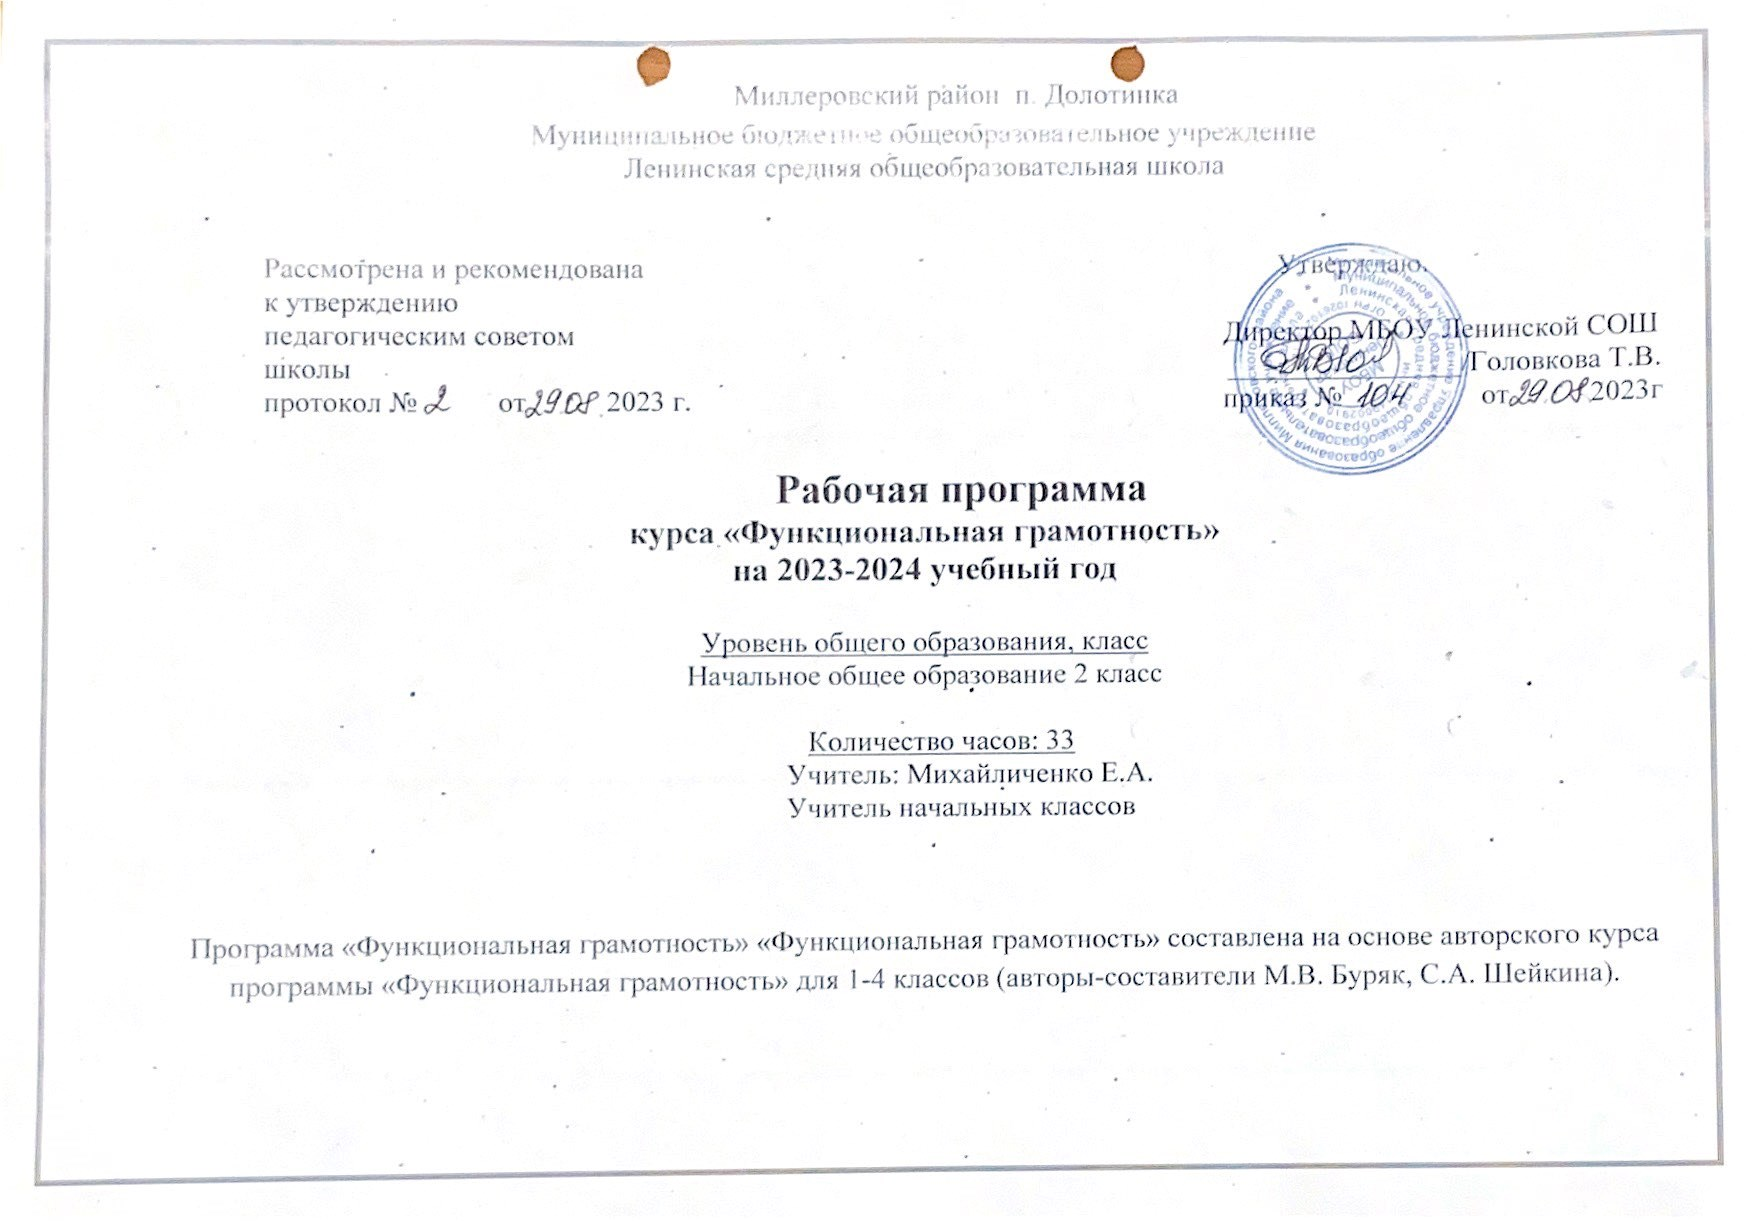 Миллеровский район п. Долотинка
Муниципальное бюджетное общеобразовательное учреждение
Ленинская средняя общеобразовательная школа
Рассмотрена и рекомендована
к утверждению
педагогическим советом
школы
протокол № 2 от 29.08. 2023 г.
Утверждаю.
Директор МБОУ Ленинской СОШ
/Головкова Т.В.
приказ № 104 от 29.08.2023г
Рабочая программа
курса «Функциональная грамотность»
на 2023-2024 учебный год
Уровень общего образования, класс
Начальное общее образование 2 класс
Количество часов: 33
Учитель: Михайличенко Е.А.
Учитель начальных классов
Программа «Функциональная грамотность» «Функциональная грамотность» составлена на основе авторского курса
программы «Функциональная грамотность» для 1-4 классов (авторы-составители М.В. Буряк, С.А. Шейкина).